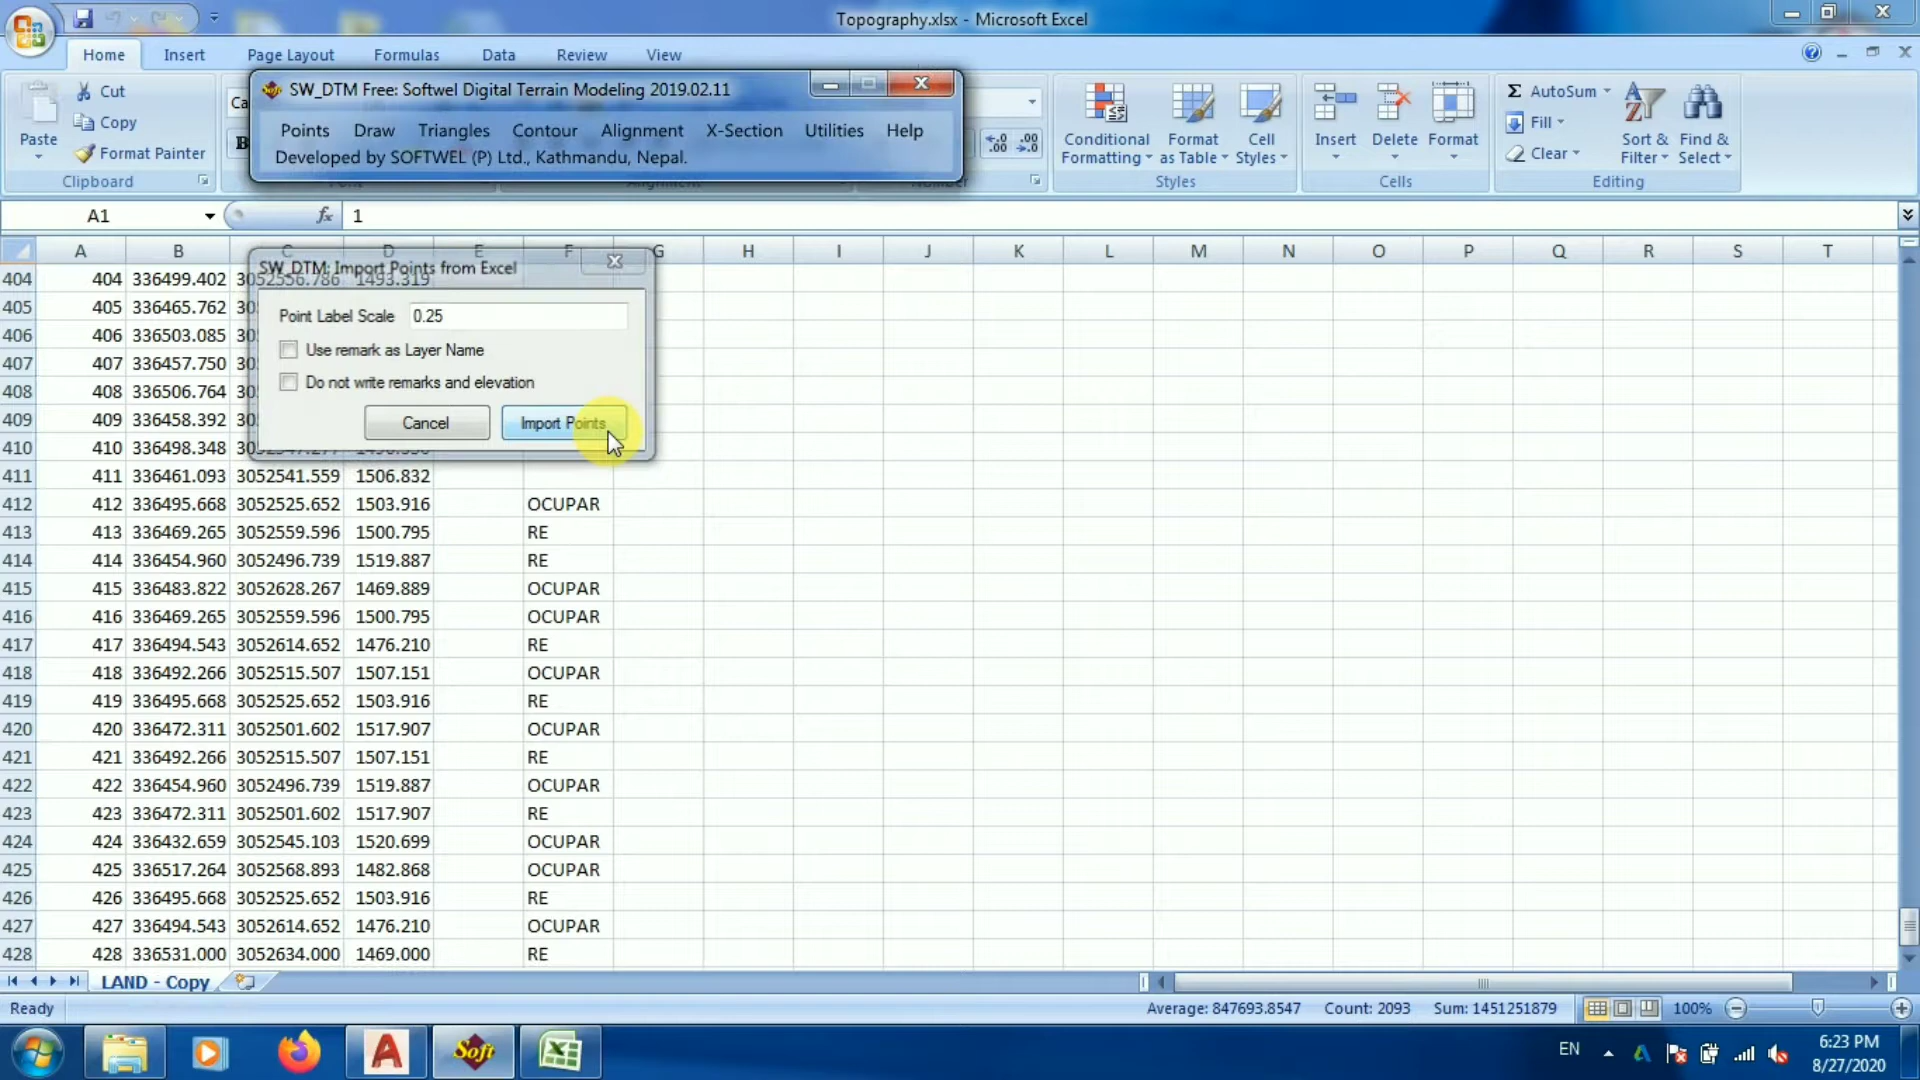 Topography.xlsx - Microsoft Excel
Home Insert Page Layout Formulas Data Review View
SW_DTM Free: Softwel Digital Terrain Modeling 2019.02.11
Points Draw Triangles Contour Alignment X-Section Utilities Help
Developed by SOFTWEL (P) Ltd., Kathmandu, Nepal.
Paste Cut
Copy
Format Painter
Clipboard
Ca
B
Alignment
Number
Conditional Formatting
Format as Table
Cell Styles
Styles
Insert Delete Format
Cells
Σ AutoSum
Fill
Clear
Sort & Filter
Find & Select
Editing
A1 fx 1
A B C D E F G H I J K L M N O P Q R S T
SW_DTM: Import Points from Excel
Point Label Scale 0.25
Use remark as Layer Name
Do not write remarks and elevation
Cancel Import Points
404 404 336499.402 3052556.786 1493.319
405 405 336465.762
406 406 336503.085
407 407 336457.750
408 408 336506.764
409 409 336458.392
410 410 336498.348
411 411 336461.093 3052541.559 1506.832
412 412 336495.668 3052525.652 1503.916 OCUPAR
413 413 336469.265 3052559.596 1500.795 RE
414 414 336454.960 3052496.739 1519.887 RE
415 415 336483.822 3052628.267 1469.889 OCUPAR
416 416 336469.265 3052559.596 1500.795 OCUPAR
417 417 336494.543 3052614.652 1476.210 RE
418 418 336492.266 3052515.507 1507.151 OCUPAR
419 419 336495.668 3052525.652 1503.916 RE
420 420 336472.311 3052501.602 1517.907 OCUPAR
421 421 336492.266 3052515.507 1507.151 RE
422 422 336454.960 3052496.739 1519.887 OCUPAR
423 423 336472.311 3052501.602 1517.907 RE
424 424 336432.659 3052545.103 1520.699 OCUPAR
425 425 336517.264 3052568.893 1482.868 OCUPAR
426 426 336495.668 3052525.652 1503.916 RE
427 427 336494.543 3052614.652 1476.210 OCUPAR
428 428 336531.000 3052634.000 1469.000 RE
LAND - Copy
Ready Average: 847693.8547 Count: 2093 Sum: 1451251879 100%
Soft
EN 6:23 PM
8/27/2020